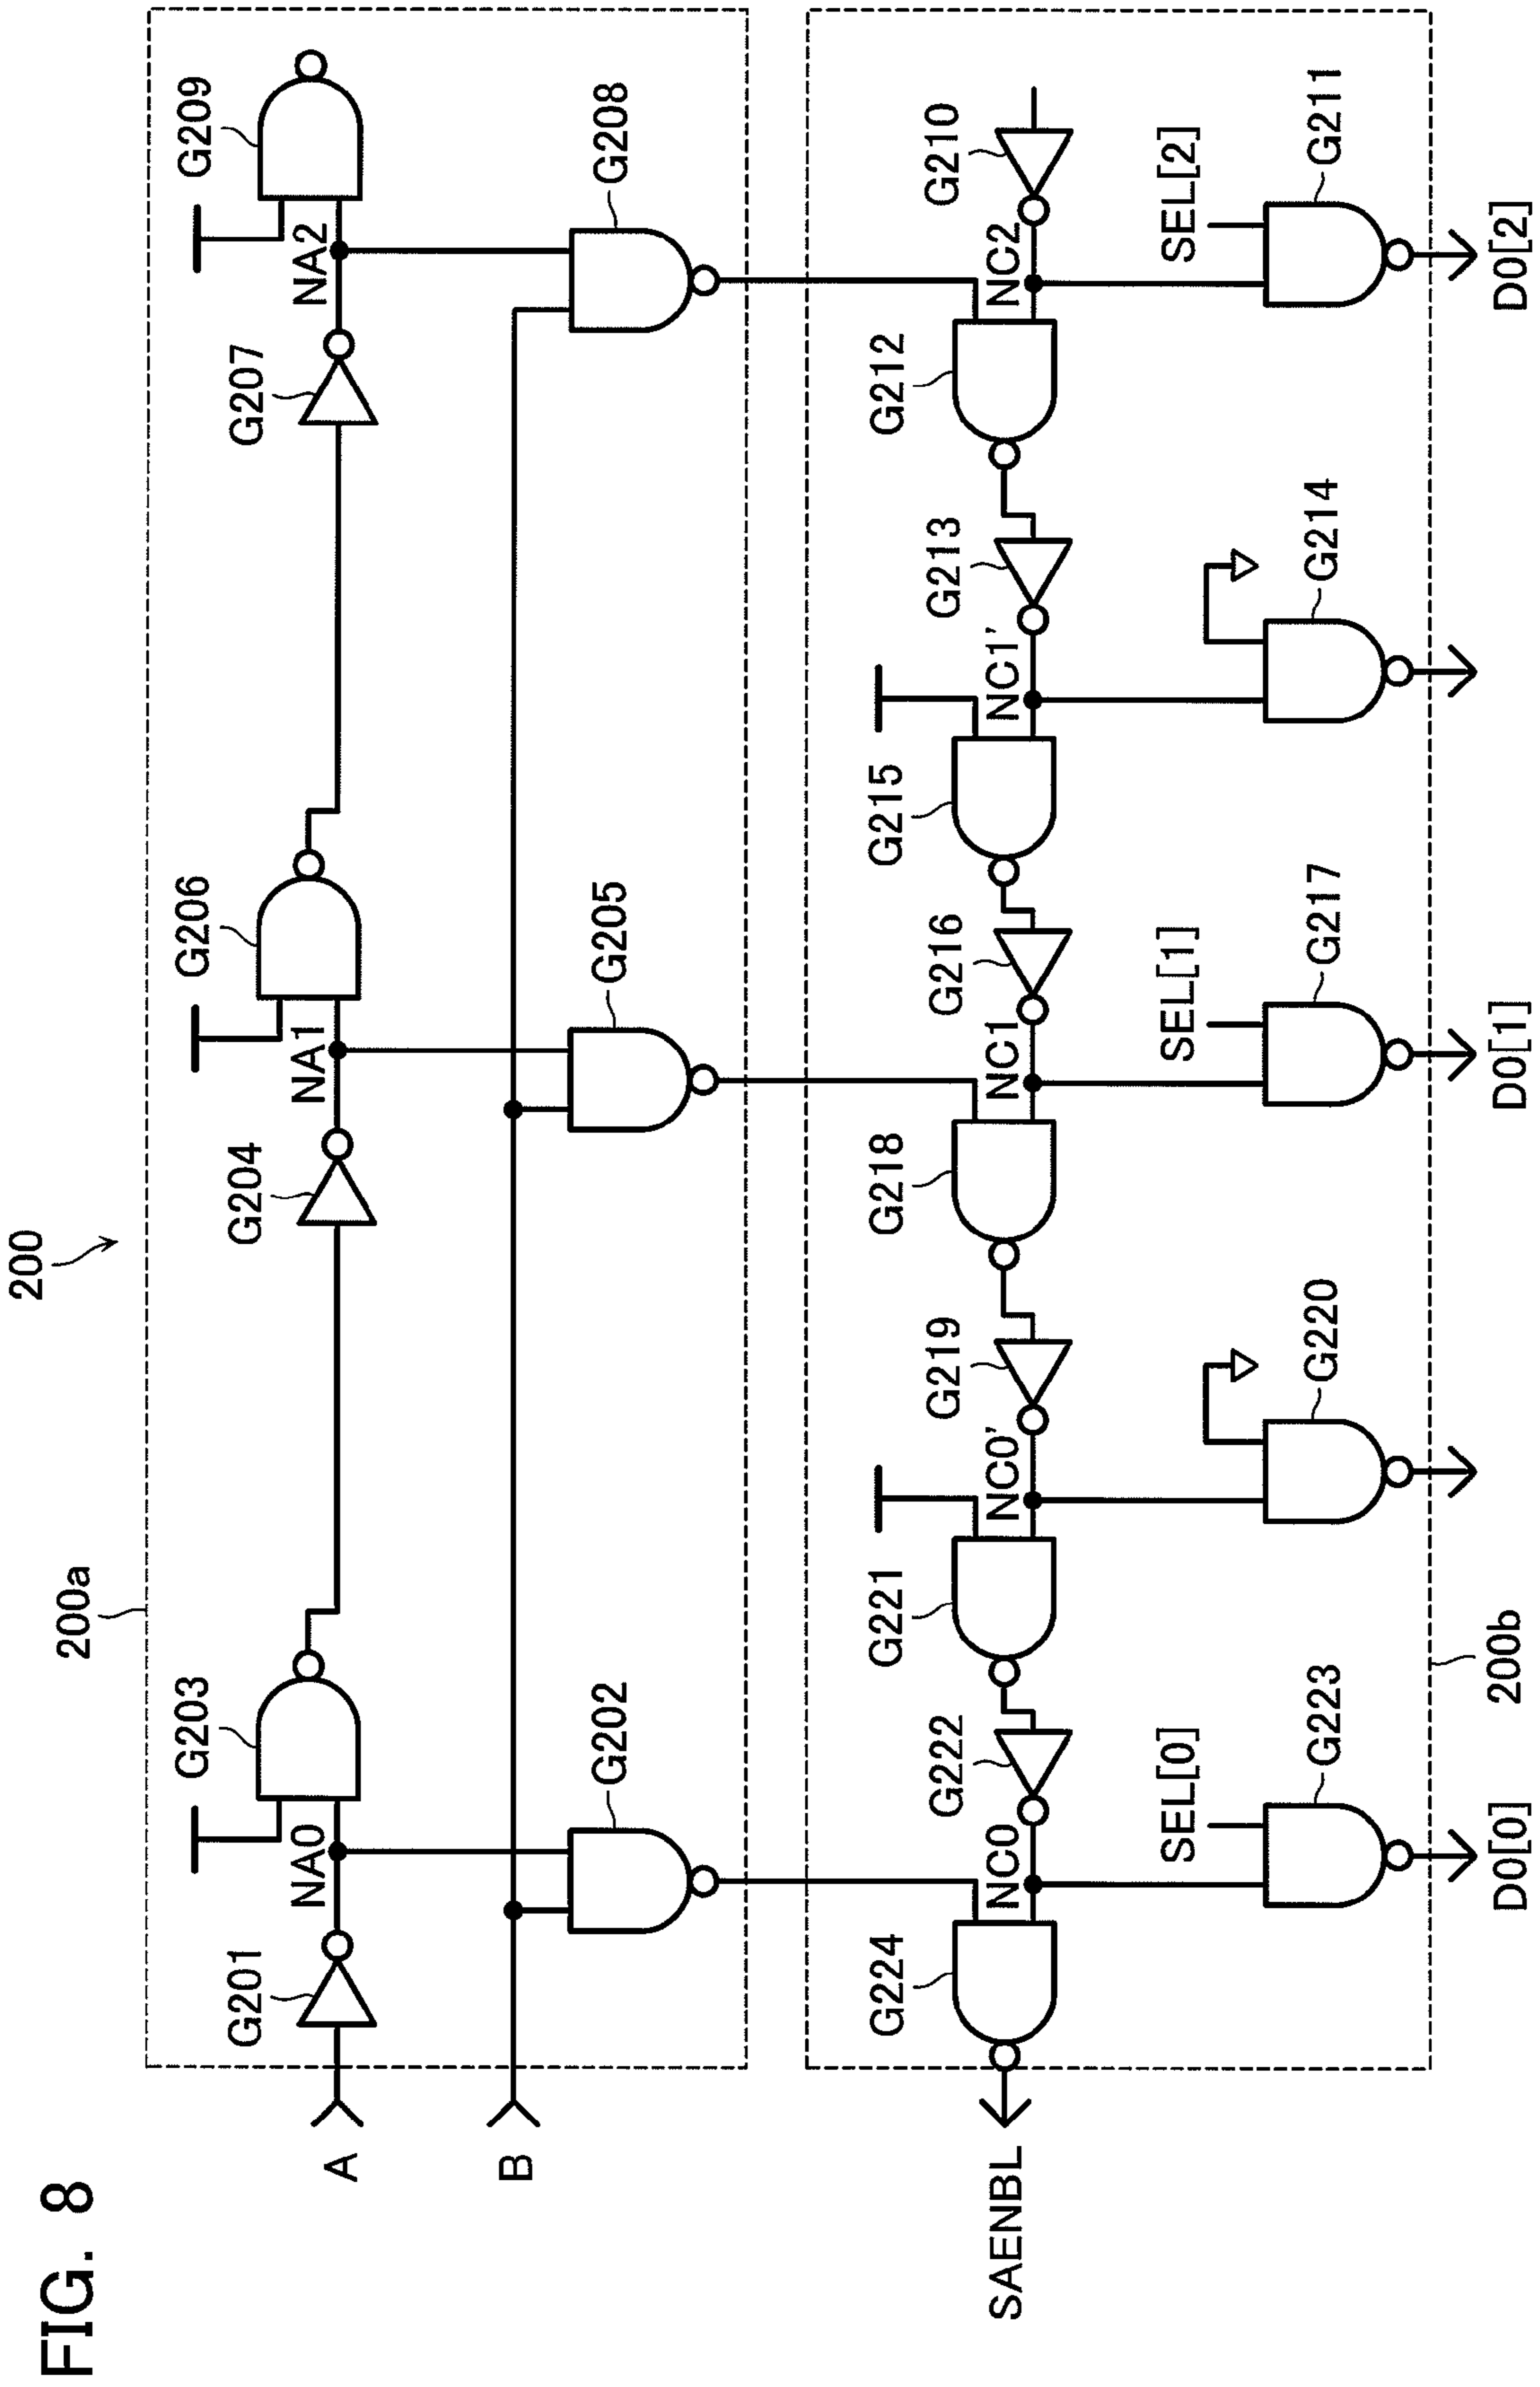 FIG. 8
200
200a
A
G201
NA0
G203
G204
NA1
G206
G207
NA2
G209
B
G202
G205
G208
SAENBL
G224
NC0
G222
G221
NC0'
G219
G218
NC1
G216
G215
NC1'
G213
G212
NC2
G210
SEL[0]
G223
G220
SEL[1]
G217
G214
SEL[2]
G211
D0[0]
200b
D0[1]
D0[2]